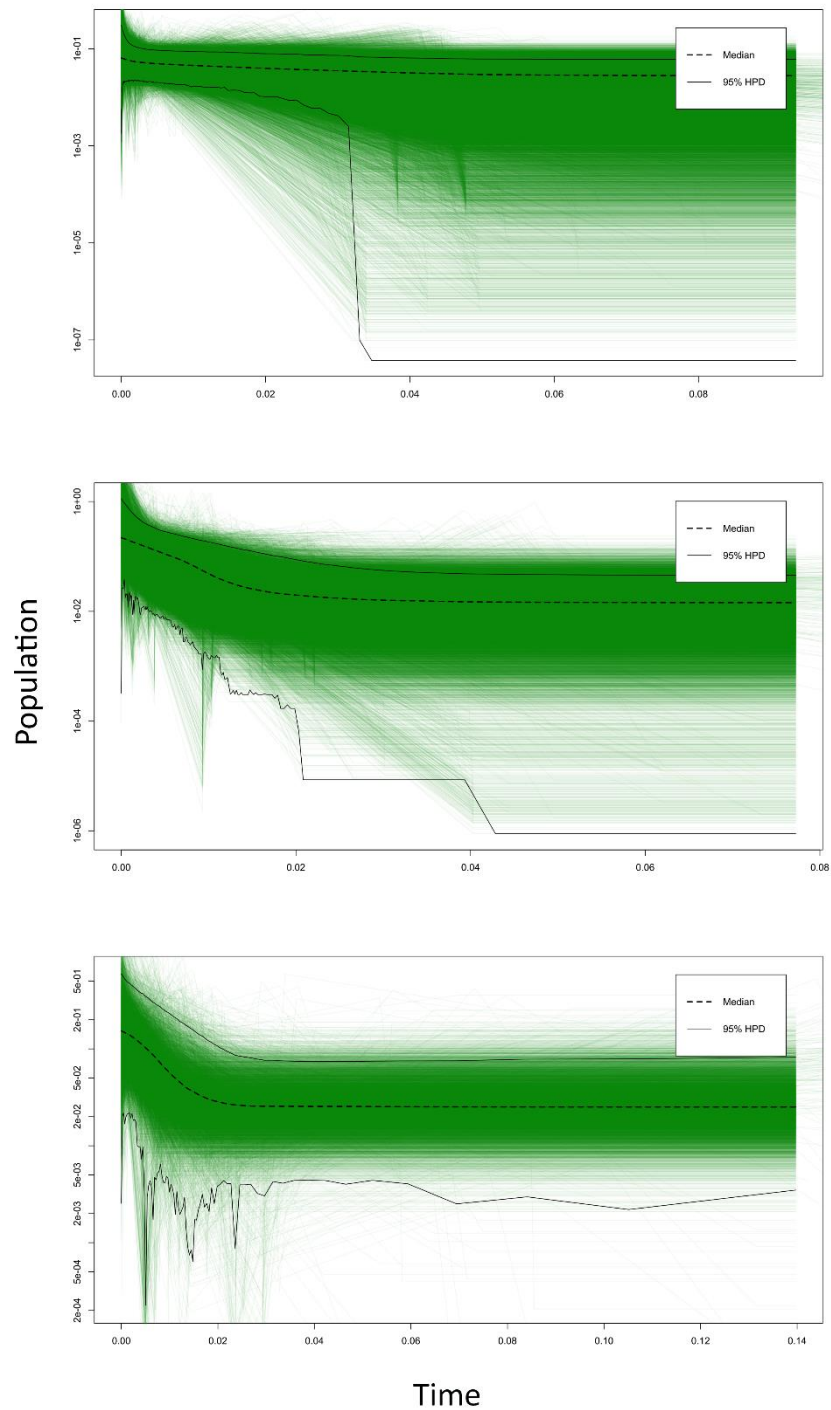 1e-01
1e-03
1e-05
1e-07
Median
95% HPD
0.00 0.02 0.04 0.06 0.08
Population
1e+00
1e-02
1e-04
1e-06
Median
95% HPD
0.00 0.02 0.04 0.06 0.08
5e-01
2e-01
5e-02
2e-02
5e-03
2e-03
5e-04
2e-04
Median
95% HPD
0.00 0.02 0.04 0.06 0.08 0.10 0.12 0.14
Time